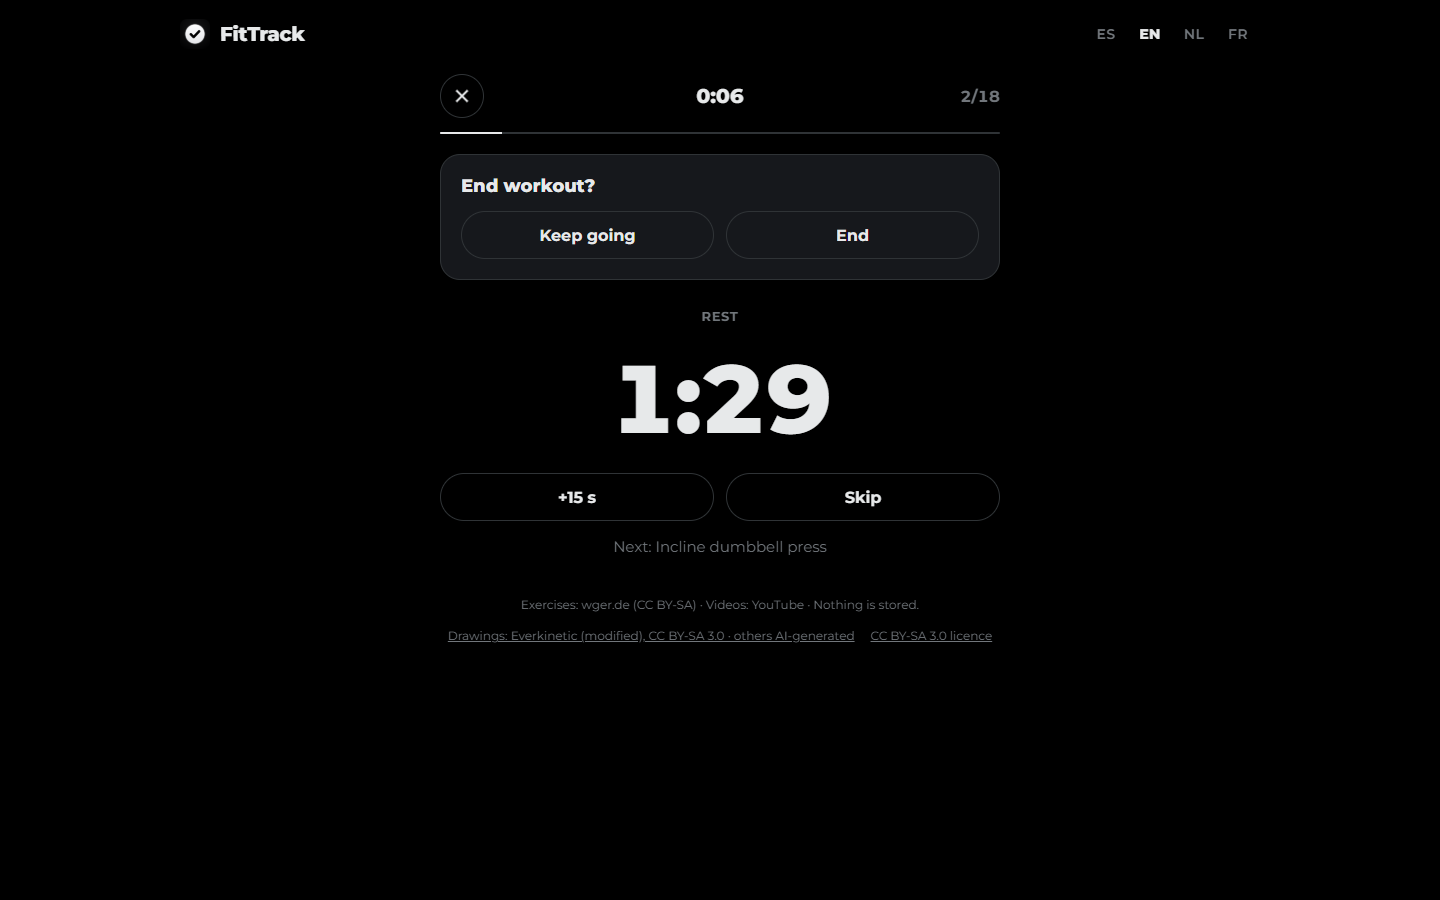 FitTrack
ES EN NL FR
0:06
2/18
End workout?
Keep going
End
REST
1:29
+15 s
Skip
Next: Incline dumbbell press
Exercises: wger.de (CC BY-SA) · Videos: YouTube · Nothing is stored.
Drawings: Everkinetic (modified), CC BY-SA 3.0 · others AI-generated
CC BY-SA 3.0 licence